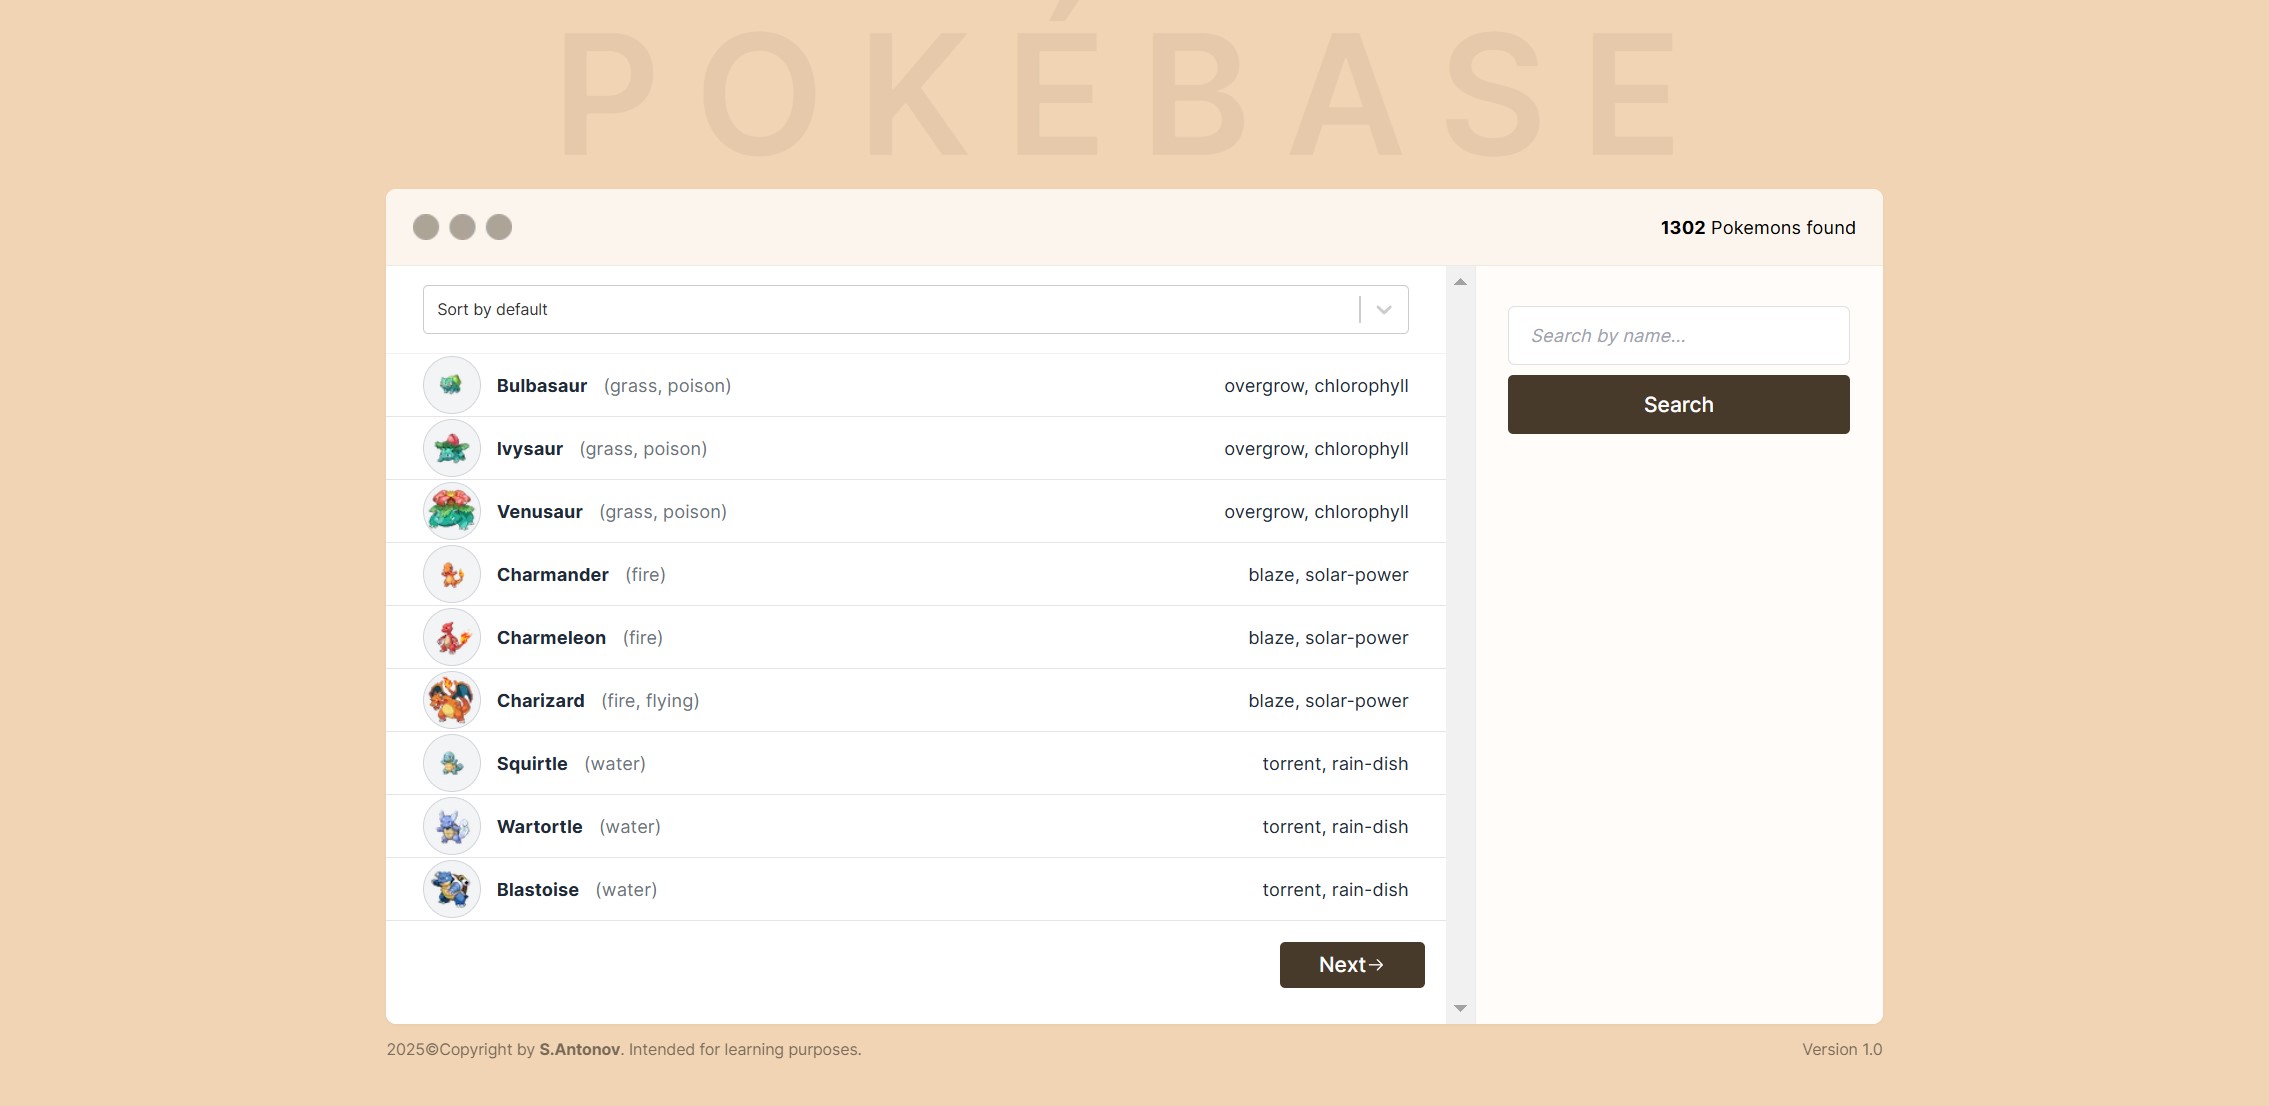 POKÉBASE
1302 Pokemons found
Sort by default
Search by name...
Search
Bulbasaur (grass, poison) overgrow, chlorophyll
Ivysaur (grass, poison) overgrow, chlorophyll
Venusaur (grass, poison) overgrow, chlorophyll
Charmander (fire) blaze, solar-power
Charmeleon (fire) blaze, solar-power
Charizard (fire, flying) blaze, solar-power
Squirtle (water) torrent, rain-dish
Wartortle (water) torrent, rain-dish
Blastoise (water) torrent, rain-dish
Next→
2025©Copyright by S.Antonov. Intended for learning purposes.
Version 1.0